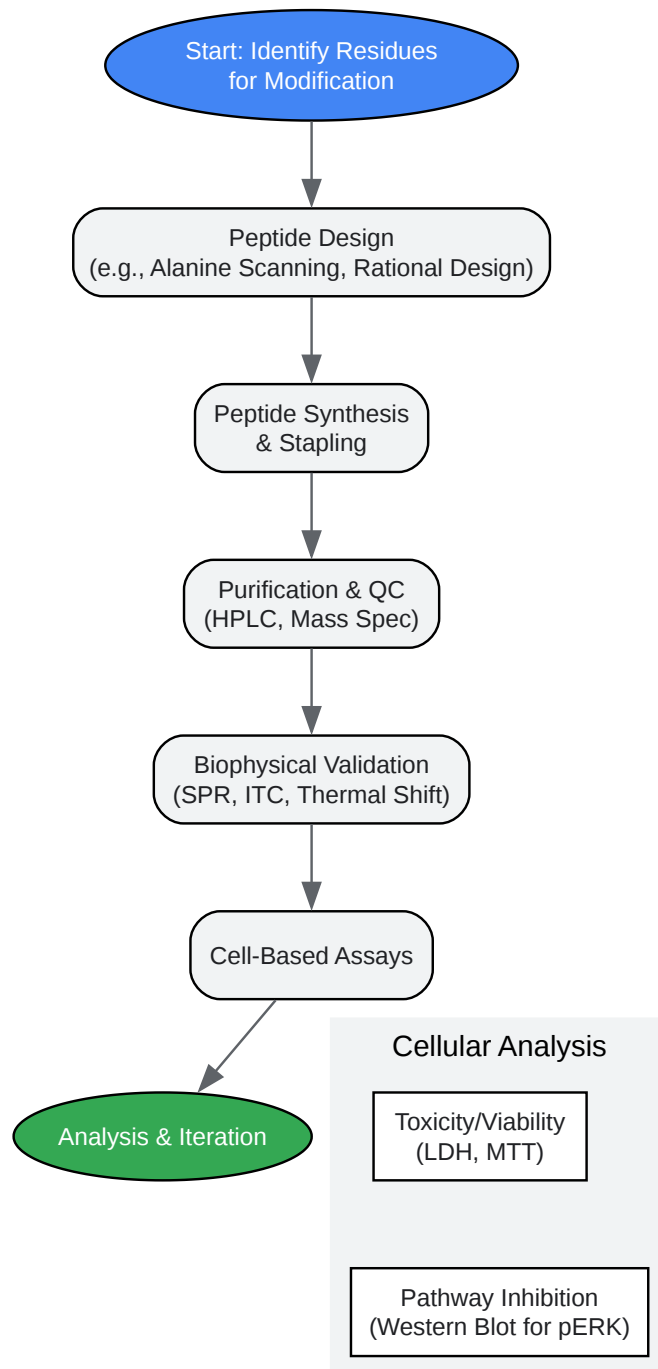 Start: Identify Residues
for Modification
Peptide Design
(e.g., Alanine Scanning, Rational Design)
Peptide Synthesis
& Stapling
Purification & QC
(HPLC, Mass Spec)
Biophysical Validation
(SPR, ITC, Thermal Shift)
Cell-Based Assays
Analysis & Iteration
Cellular Analysis
Toxicity/Viability
(LDH, MTT)
Pathway Inhibition
(Western Blot for pERK)